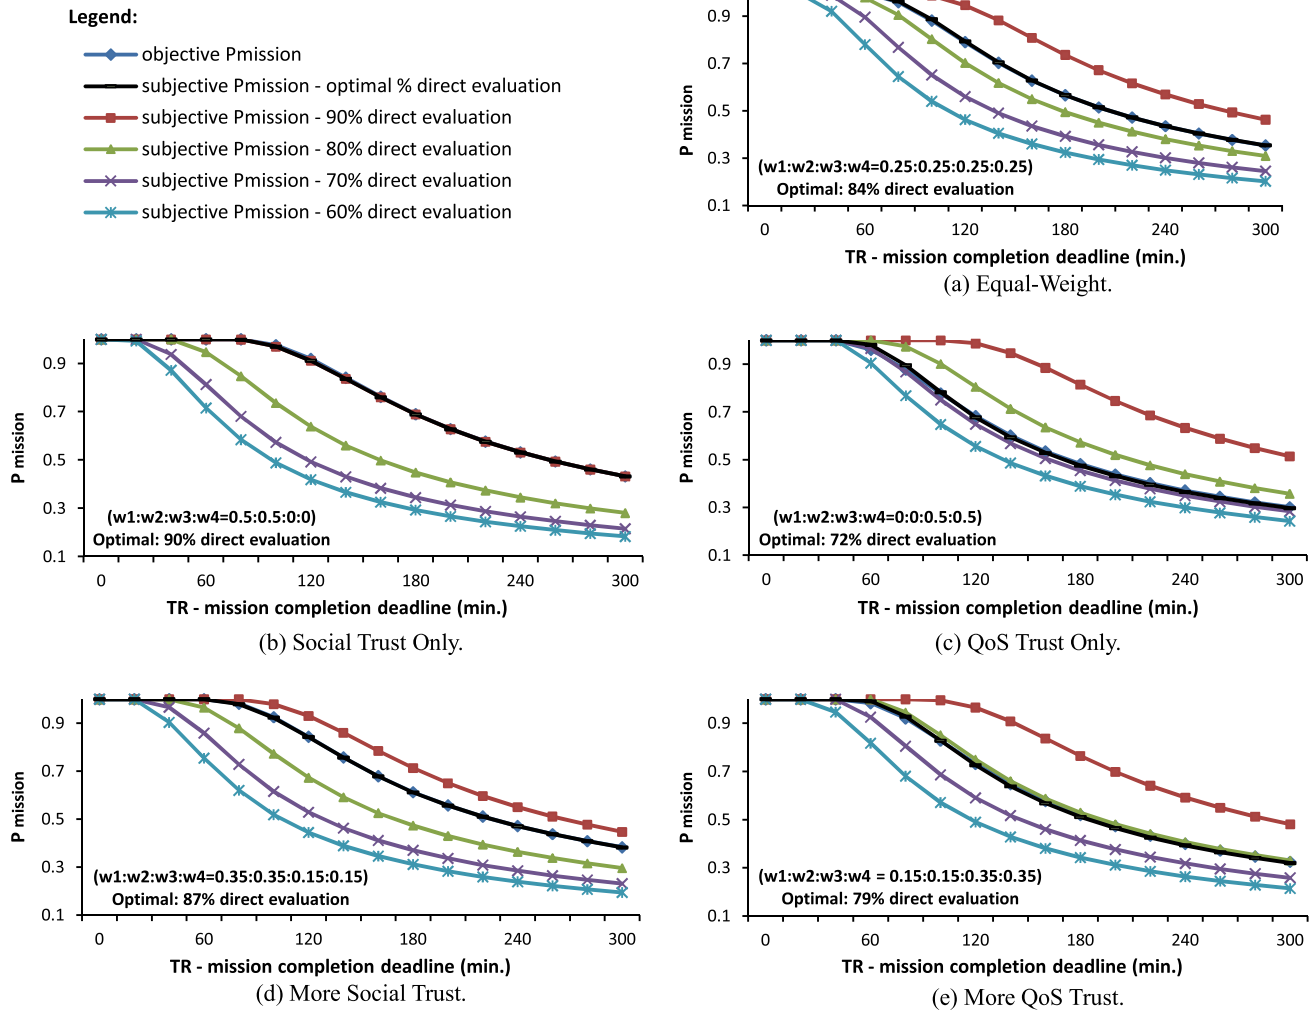 Legend:
objective Pmission
subjective Pmission - optimal % direct evaluation
subjective Pmission - 90% direct evaluation
subjective Pmission - 80% direct evaluation
subjective Pmission - 70% direct evaluation
subjective Pmission - 60% direct evaluation
P mission
0.9
0.7
0.5
0.3
0.1
(w1:w2:w3:w4=0.25:0.25:0.25:0.25)
Optimal: 84% direct evaluation
0 60 120 180 240 300
TR - mission completion deadline (min.)
(a) Equal-Weight.
P mission
0.9
0.7
0.5
0.3
0.1
(w1:w2:w3:w4=0.5:0.5:0:0)
Optimal: 90% direct evaluation
0 60 120 180 240 300
TR - mission completion deadline (min.)
(b) Social Trust Only.
P mission
0.9
0.7
0.5
0.3
0.1
(w1:w2:w3:w4=0:0:0.5:0.5)
Optimal: 72% direct evaluation
0 60 120 180 240 300
TR - mission completion deadline (min.)
(c) QoS Trust Only.
P mission
0.9
0.7
0.5
0.3
0.1
(w1:w2:w3:w4=0.35:0.35:0.15:0.15)
Optimal: 87% direct evaluation
0 60 120 180 240 300
TR - mission completion deadline (min.)
(d) More Social Trust.
P mission
0.9
0.7
0.5
0.3
0.1
(w1:w2:w3:w4 = 0.15:0.15:0.35:0.35)
Optimal: 79% direct evaluation
0 60 120 180 240 300
TR - mission completion deadline (min.)
(e) More QoS Trust.